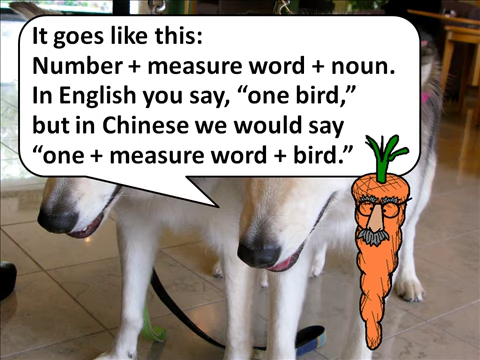 It goes like this:
Number + measure word + noun.
In English you say, “one bird,”
but in Chinese we would say
“one + measure word + bird.”